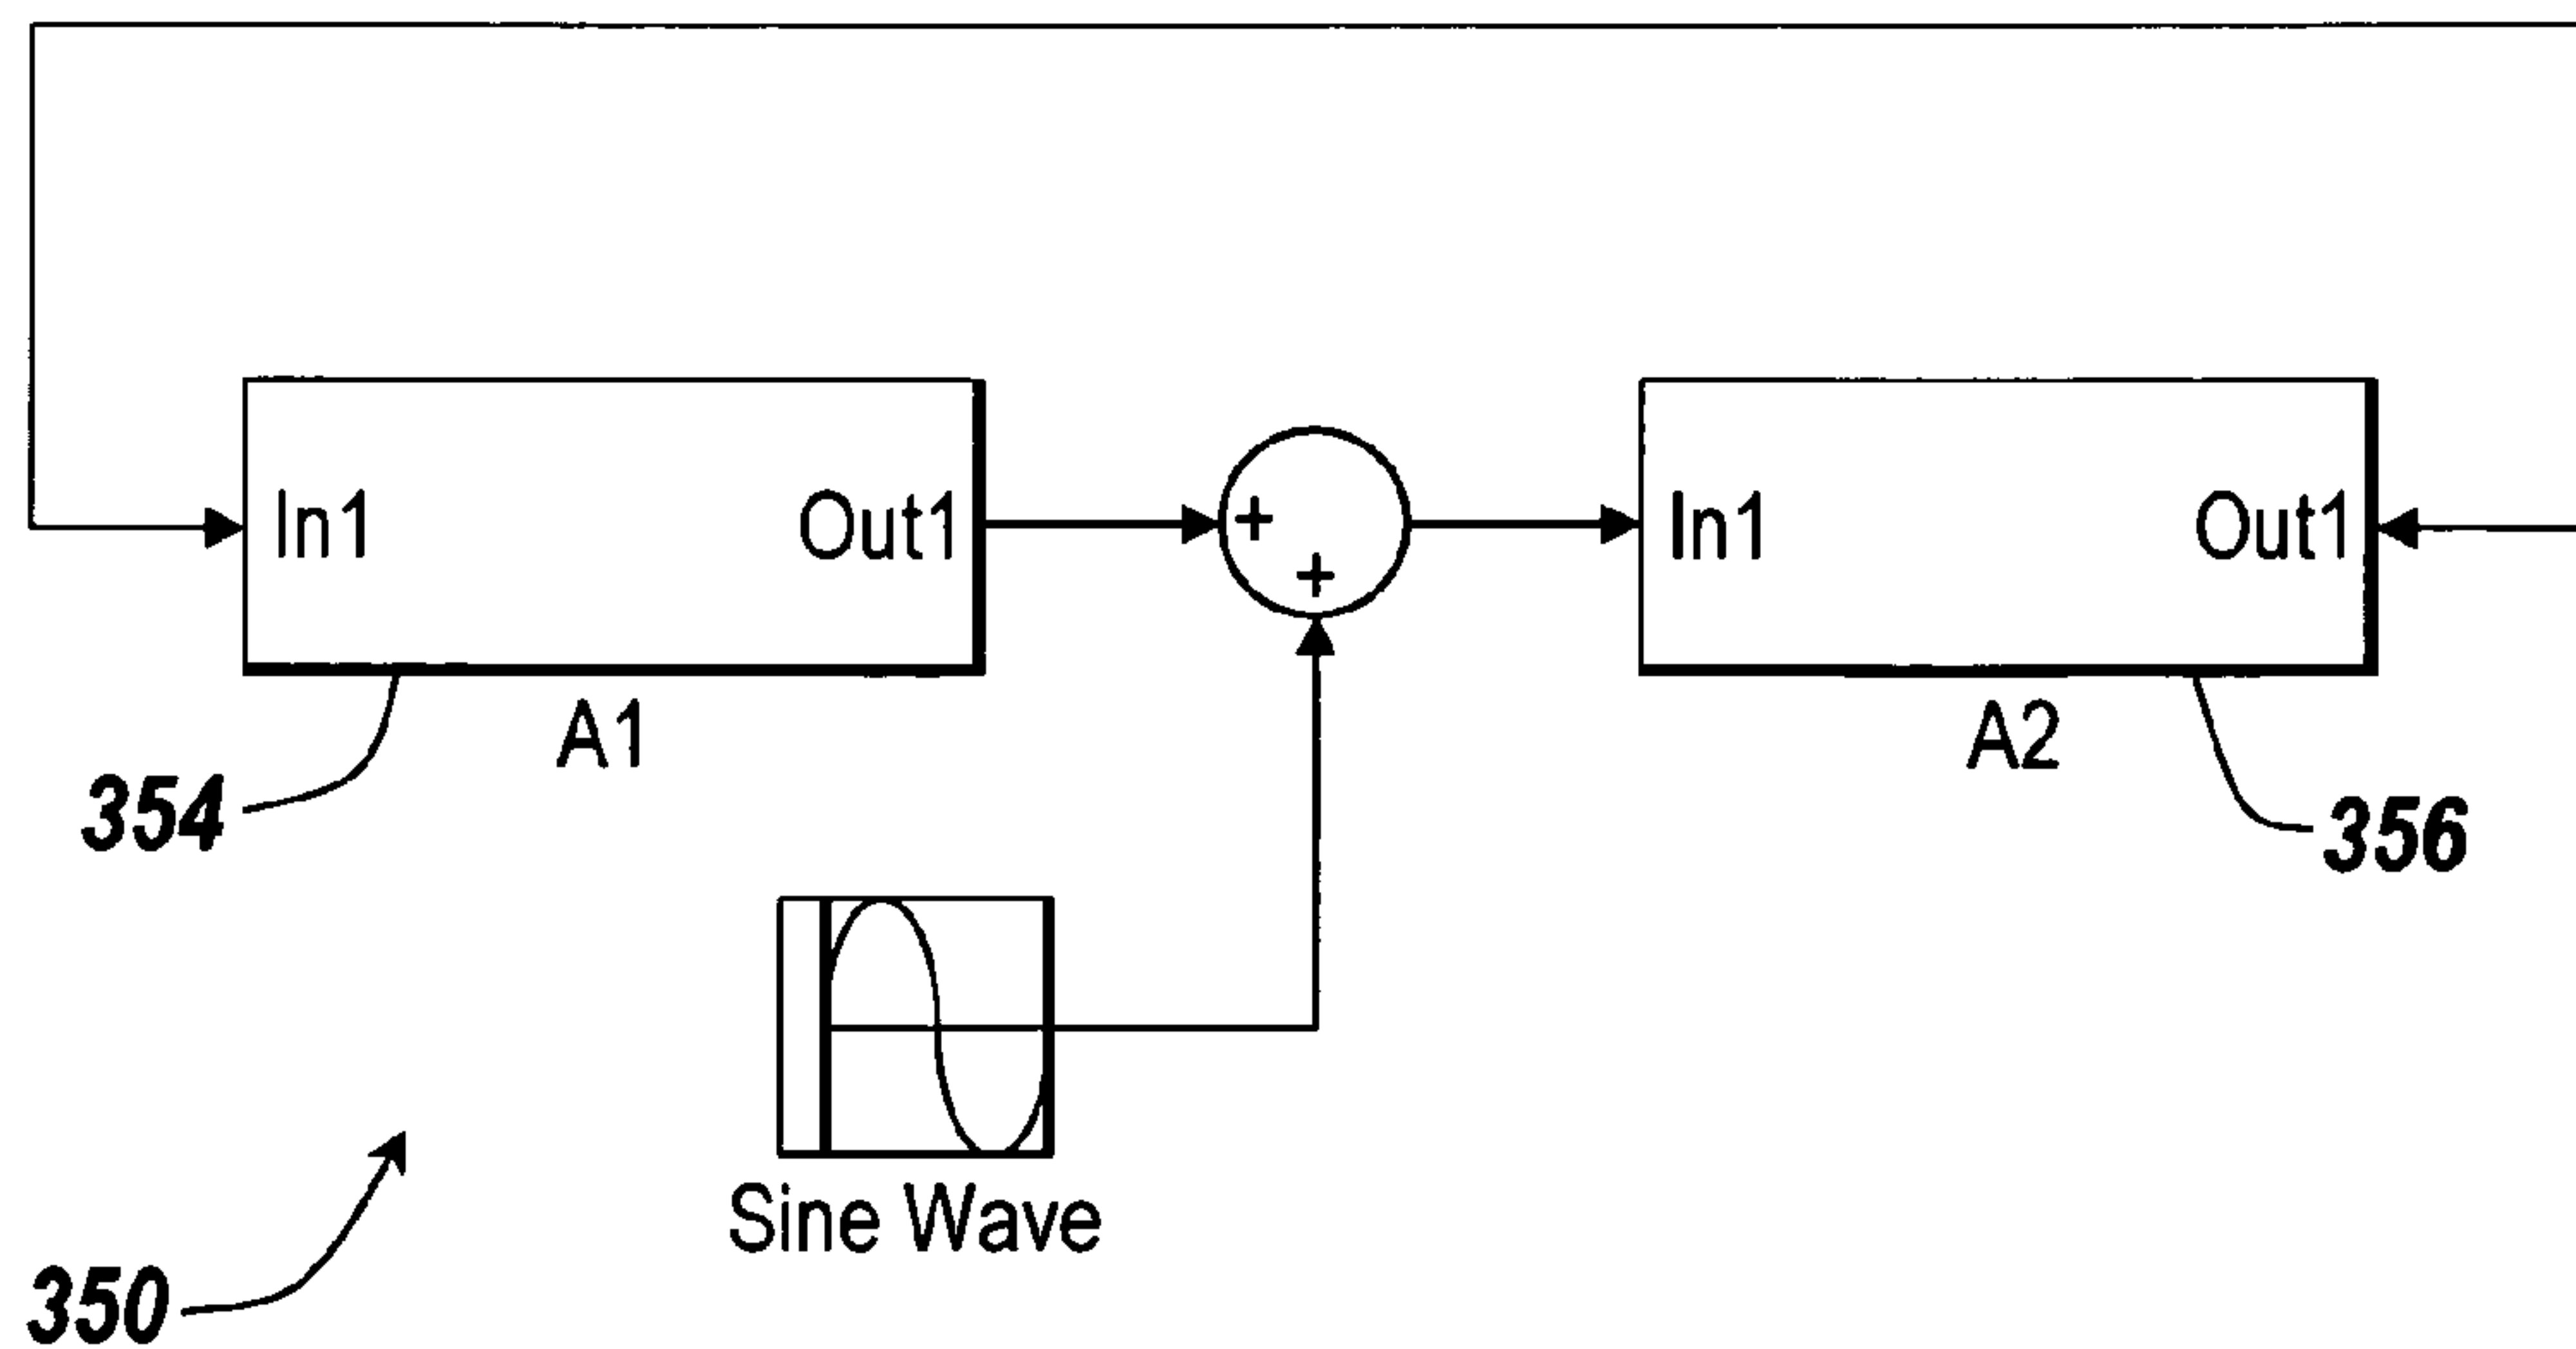 In1 Out1 + + In1 Out1
A1 A2
354 356
Sine Wave
350